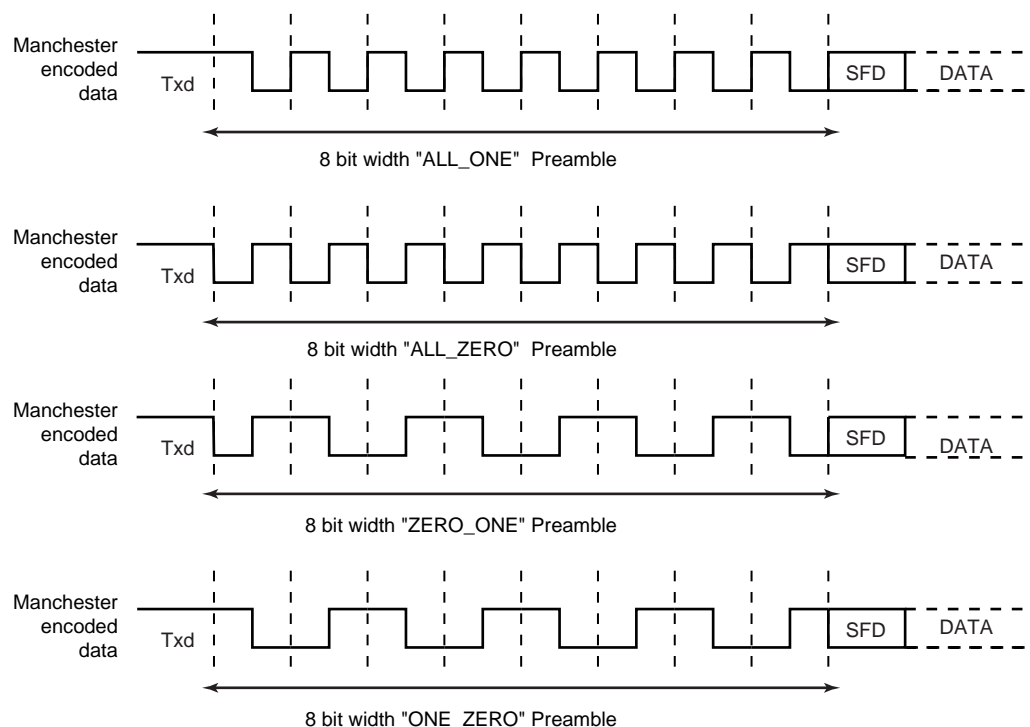 Manchester
encoded
data
Txd
SFD
DATA
8 bit width "ALL_ONE" Preamble
Manchester
encoded
data
Txd
SFD
DATA
8 bit width "ALL_ZERO" Preamble
Manchester
encoded
data
Txd
SFD
DATA
8 bit width "ZERO_ONE" Preamble
Manchester
encoded
data
Txd
SFD
DATA
8 bit width "ONE_ZERO" Preamble